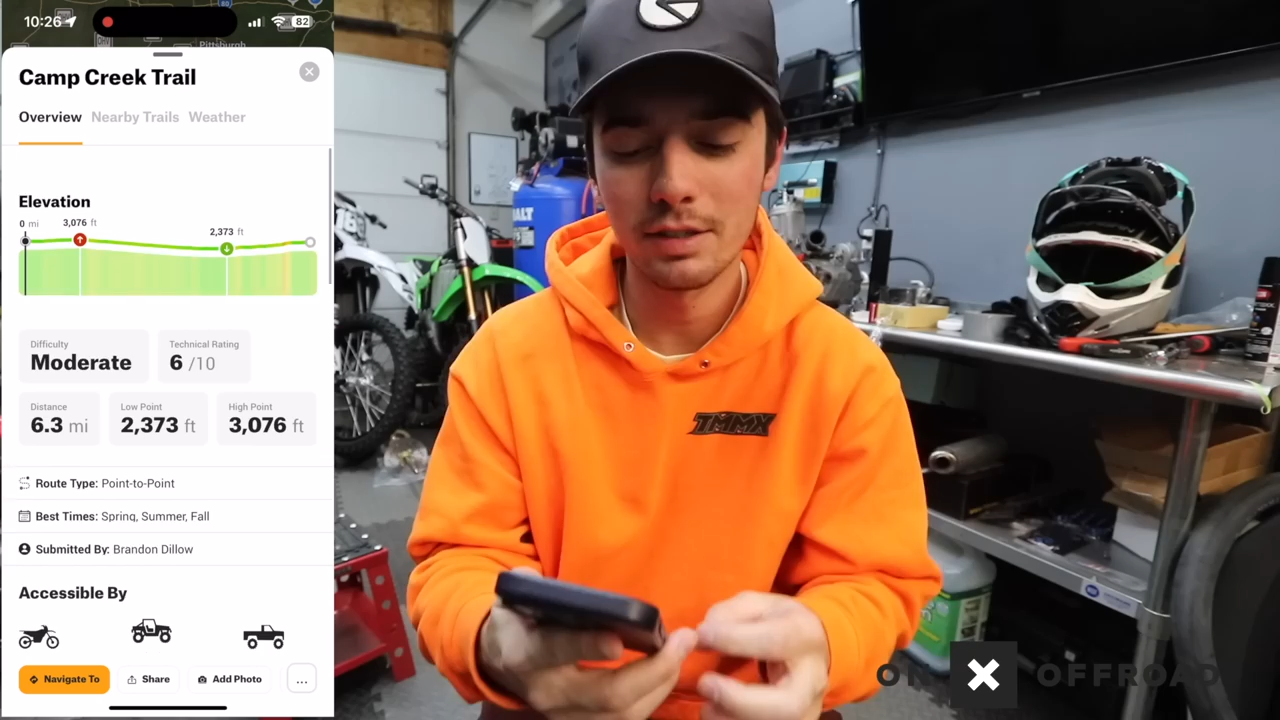 10:26
82
Pittsburgh
Camp Creek Trail
Overview Nearby Trails Weather
Elevation
0 mi 3,076 ft 2,373 ft
Difficulty
Moderate
Technical Rating
6 /10
Distance
6.3 mi
Low Point
2,373 ft
High Point
3,076 ft
Route Type: Point-to-Point
Best Times: Spring, Summer, Fall
Submitted By: Brandon Dillow
Accessible By
Navigate To
Share
Add Photo
...
TMMX
OFFROAD